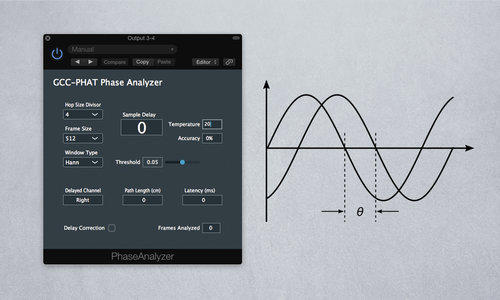 Output 3-4
Manual
Compare Copy Paste Editor
GCC-PHAT Phase Analyzer
Hop Size Divisor
4
Frame Size
512
Window Type
Hann
Sample Delay
0
Temperature 20
Accuracy 0%
Threshold 0.05
Delayed Channel
Right
Path Length (cm)
0
Latency (ms)
0
Delay Correction
Frames Analyzed 0
PhaseAnalyzer
θ